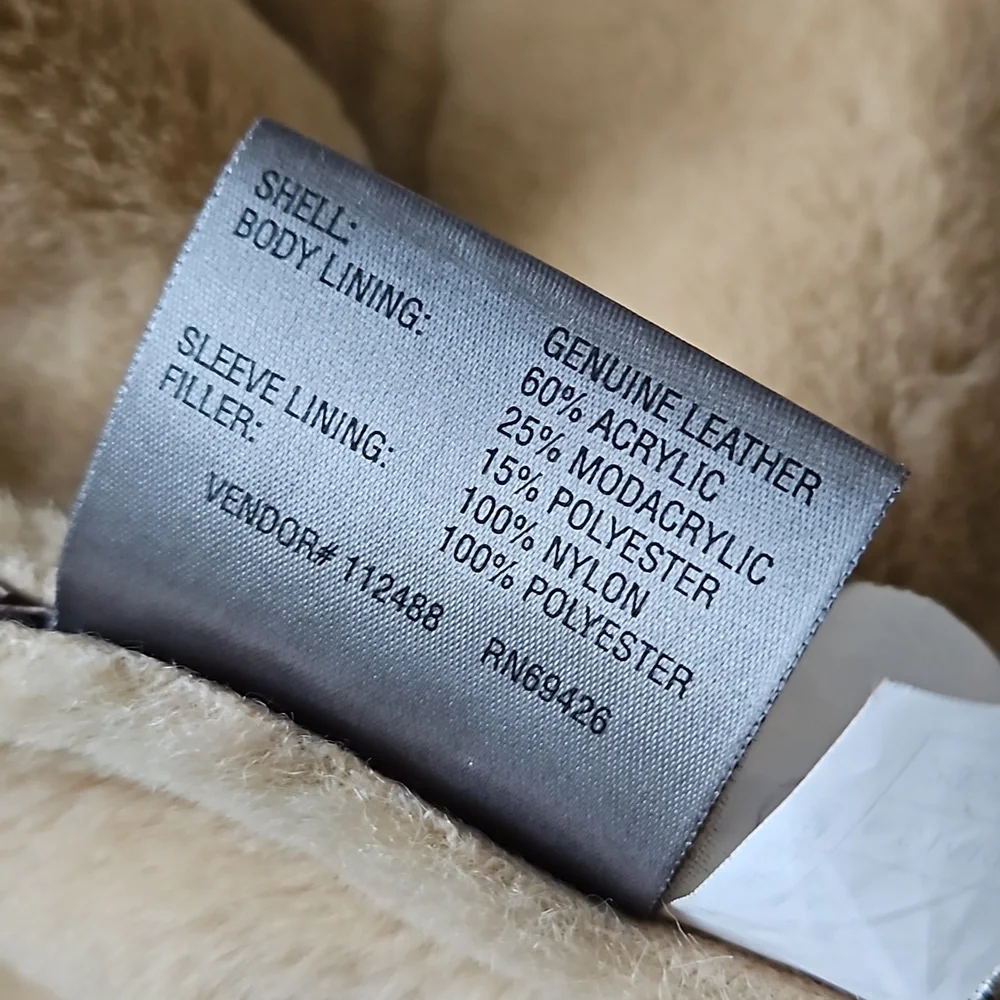 SHELL: GENUINE LEATHER
BODY LINING: 60% ACRYLIC
25% MODACRYLIC
15% POLYESTER
SLEEVE LINING: 100% NYLON
FILLER: 100% POLYESTER
VENDOR# 112488 RN69426